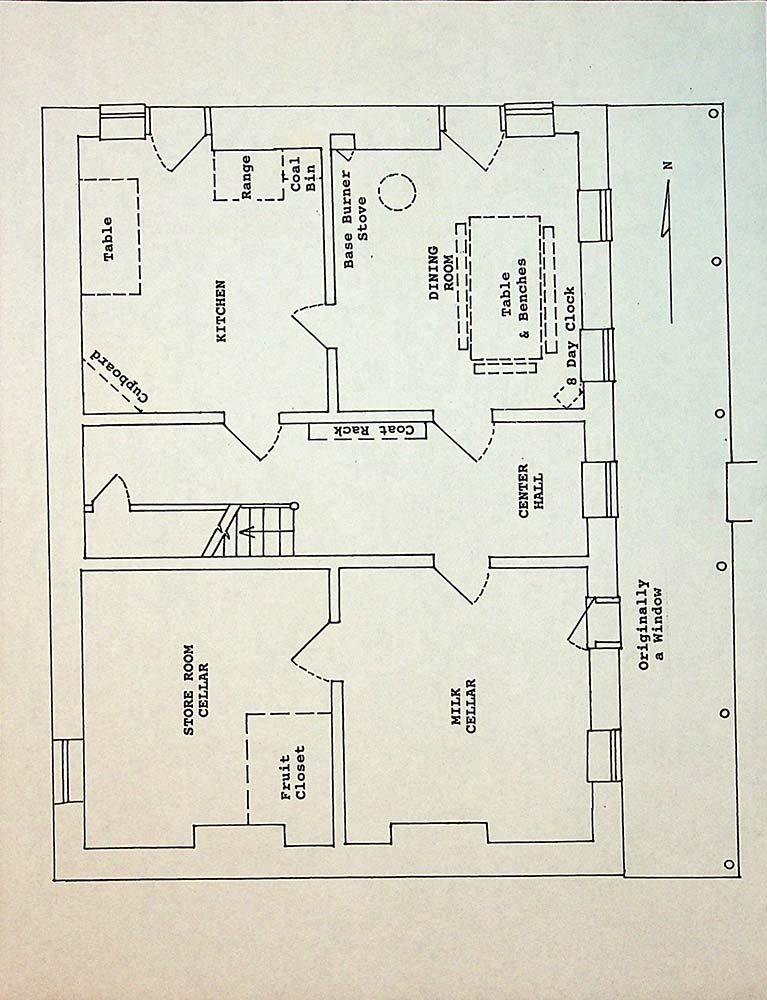 Table
Range
Coal
Bin
Base Burner
Stove
Cupboard
KITCHEN
DINING
ROOM
Table
& Benches
8 Day Clock
N
Coat Rack
CENTER
HALL
STORE ROOM
CELLAR
Fruit
Closet
MILK
CELLAR
Originally
a Window